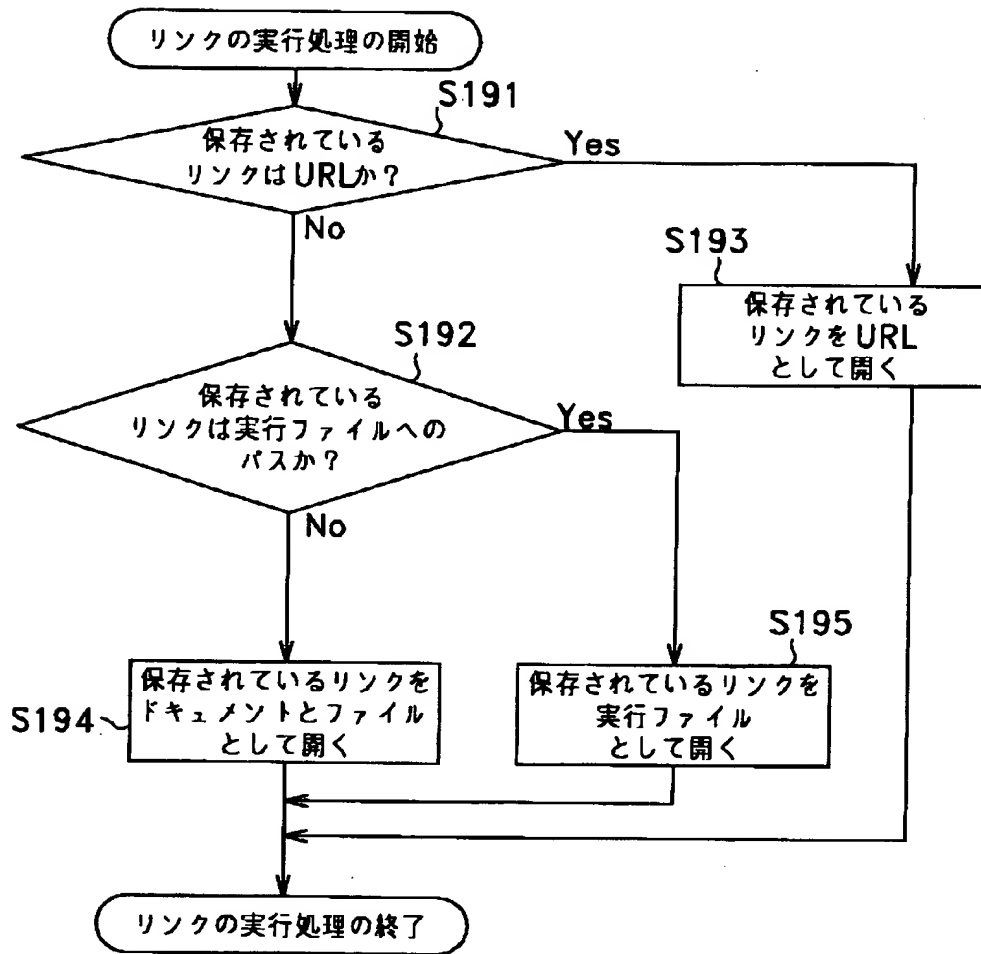 リンクの実行処理の開始
S191
保存されている
リンクはURLか?
Yes
No
S193
保存されている
リンクをURL
として開く
S192
保存されている
リンクは実行ファイルへの
パスか?
Yes
No
S195
保存されているリンクを
ドキュメントとファイル
として開く
S194
保存されているリンクを
実行ファイル
として開く
リンクの実行処理の終了